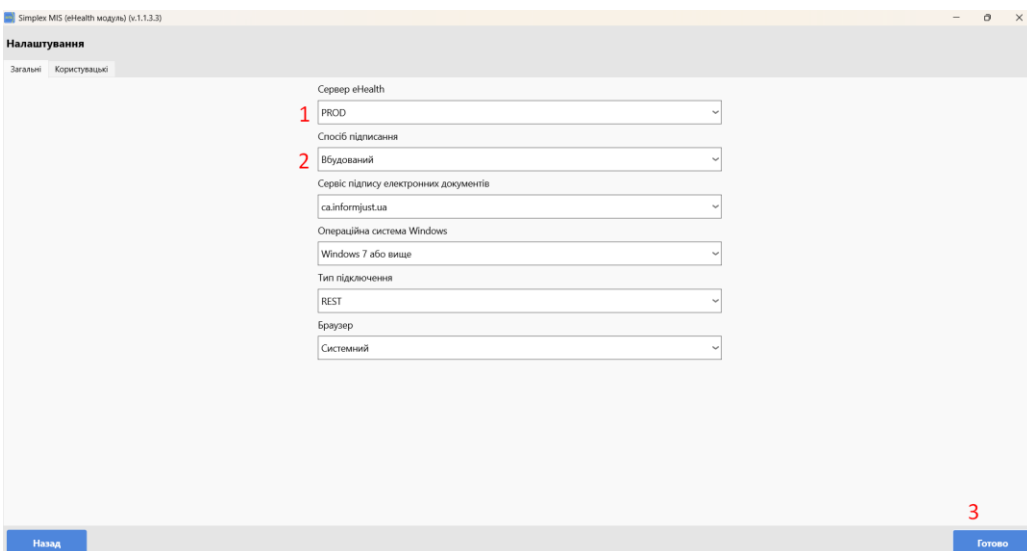 Simplex MIS (eHealth модуль) (v.1.1.3.3)
Налаштування
Загальні Користувацькі
Сервер eHealth
1 PROD
Спосіб підписання
2 Вбудований
Сервіс підпису електронних документів
ca.informjust.ua
Операційна система Windows
Windows 7 або вище
Тип підключення
REST
Браузер
Системний
3
Назад Готово